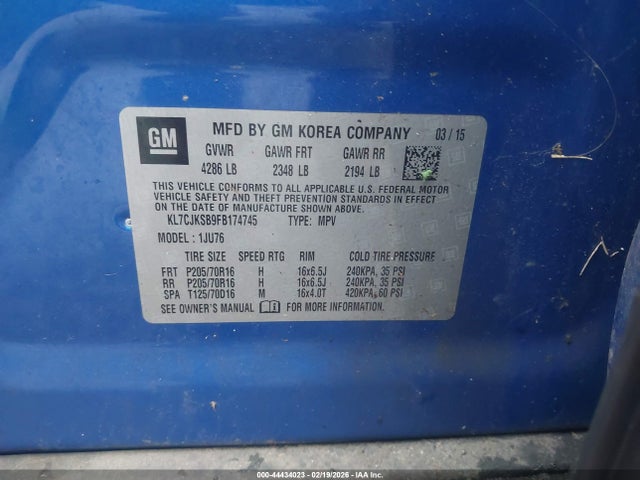 GM
MFD BY GM KOREA COMPANY 03/15
GVWR GAWR FRT GAWR RR
4286 LB 2348 LB 2194 LB
THIS VEHICLE CONFORMS TO ALL APPLICABLE U.S. FEDERAL MOTOR
VEHICLE SAFETY AND THEFT PREVENTION STANDARDS IN EFFECT
ON THE DATE OF MANUFACTURE SHOWN ABOVE.
KL7CJKSB9FB174745 TYPE: MPV
MODEL: 1JU76
TIRE SIZE SPEED RTG RIM COLD TIRE PRESSURE
FRT P205/70R16 H 16x6.5J 240KPA, 35 PSI
RR P205/70R16 H 16x6.5J 240KPA, 35 PSI
SPA T125/70D16 M 16x4.0T 420KPA, 60 PSI
SEE OWNER'S MANUAL FOR MORE INFORMATION.
000-44434023 - 02/19/2026 - COPYRIGHT IAA, LLC.